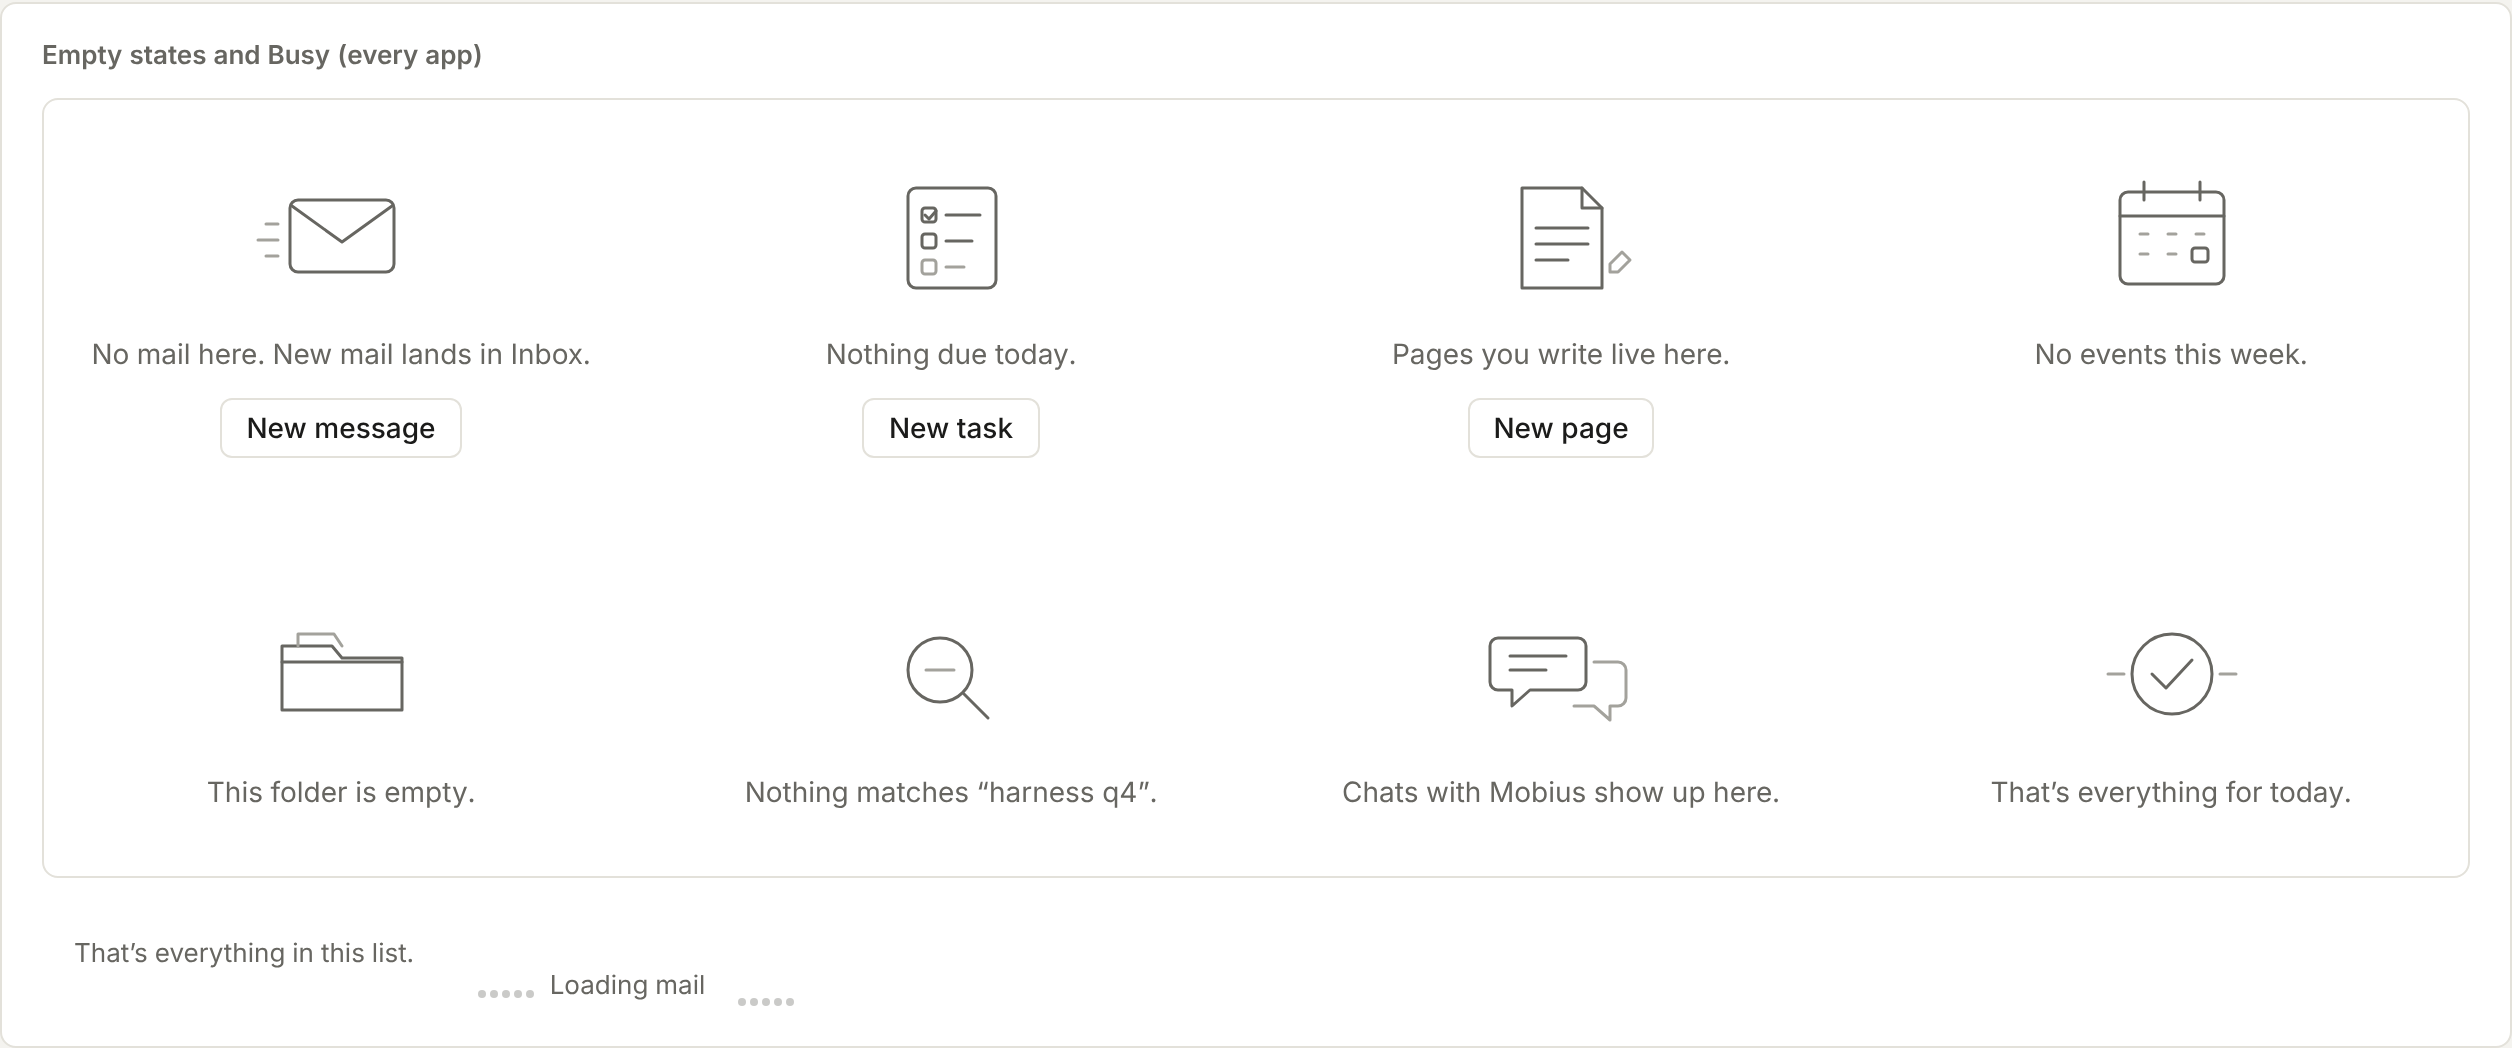 Empty states and Busy (every app)
No mail here. New mail lands in Inbox.
New message
Nothing due today.
New task
Pages you write live here.
New page
No events this week.
This folder is empty.
Nothing matches “harness q4”.
Chats with Mobius show up here.
That’s everything for today.
That’s everything in this list.
Loading mail